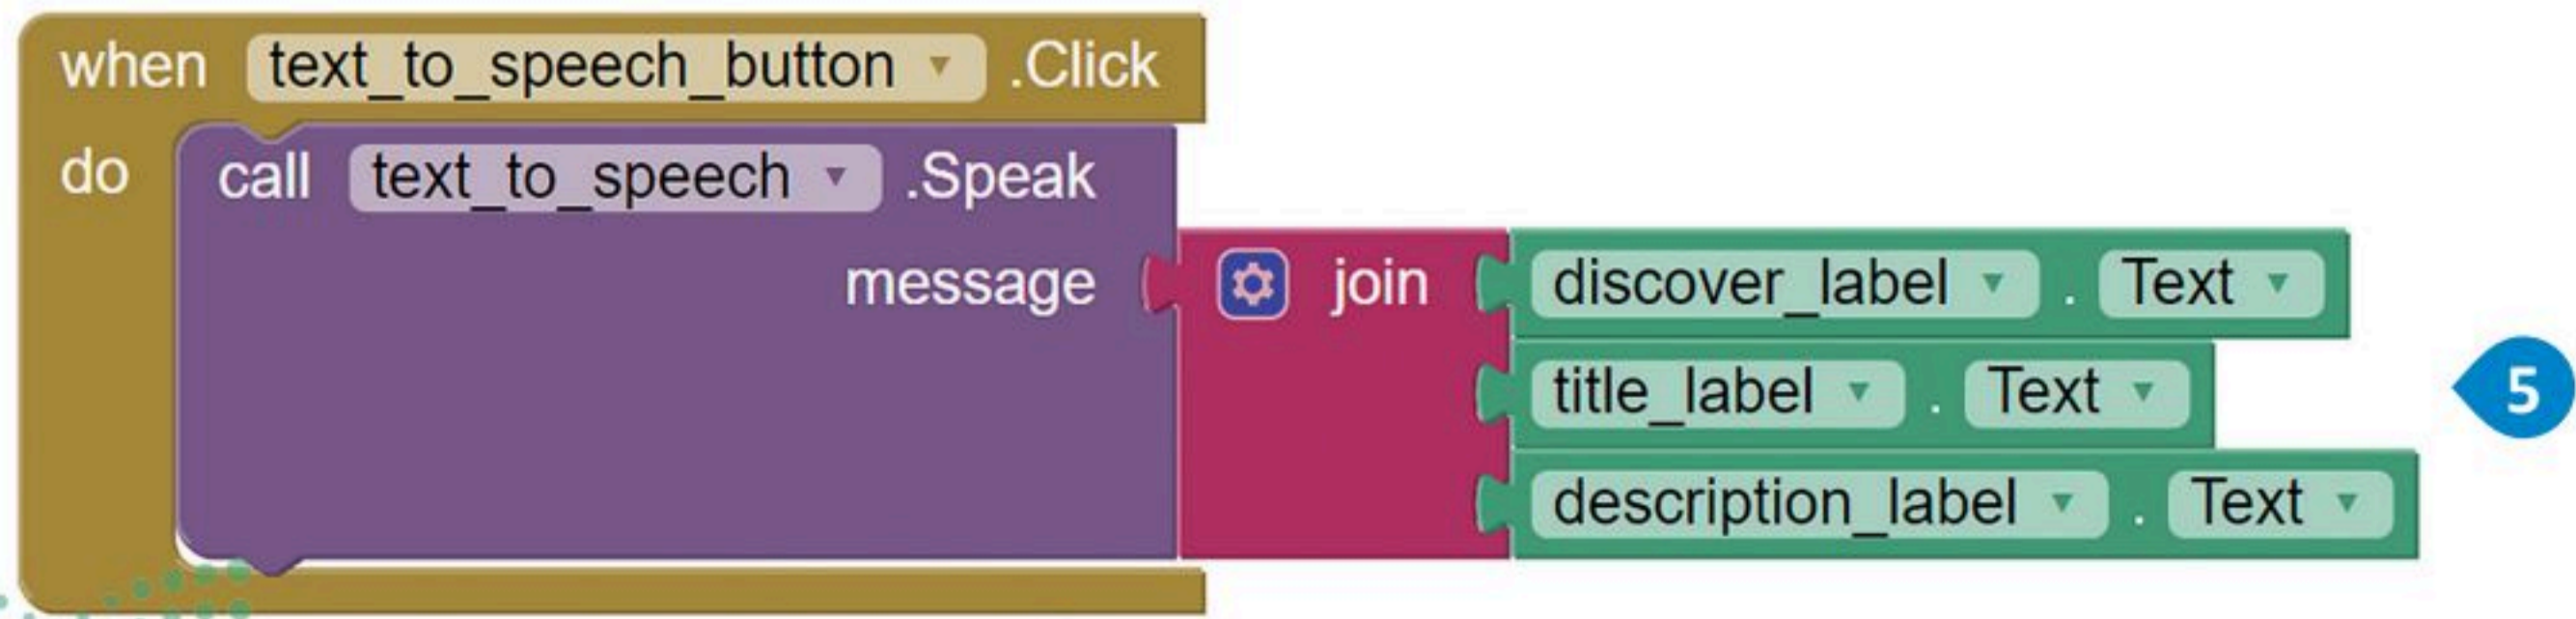 when text_to_speech_button .Click
do call text_to_speech .Speak
message join discover_label . Text
title_label . Text
5
description_label . Text